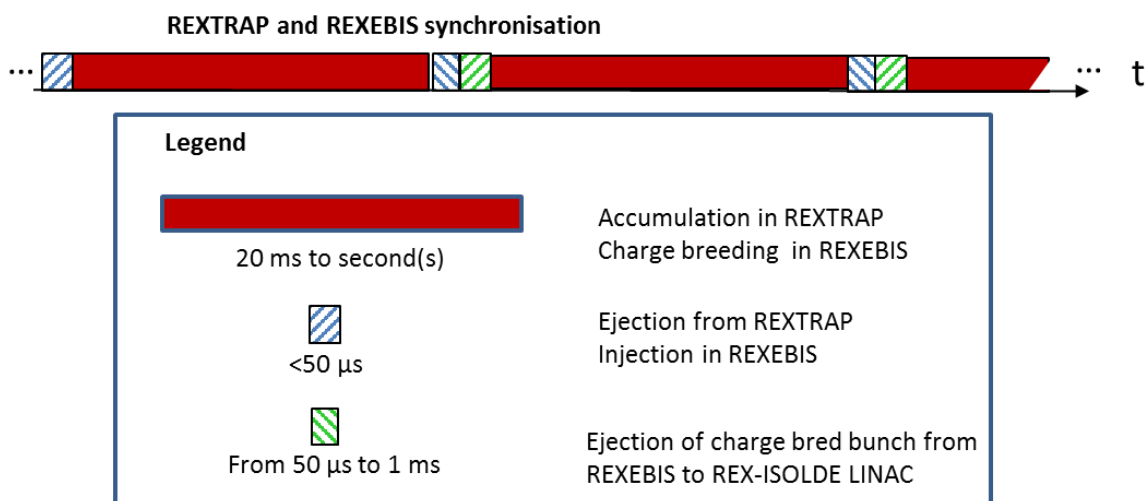 REXTRAP and REXEBIS synchronisation
... ... t
Legend
Accumulation in REXTRAP
Charge breeding in REXEBIS
20 ms to second(s)
Ejection from REXTRAP
Injection in REXEBIS
<50 µs
Ejection of charge bred bunch from
REXEBIS to REX-ISOLDE LINAC
From 50 µs to 1 ms